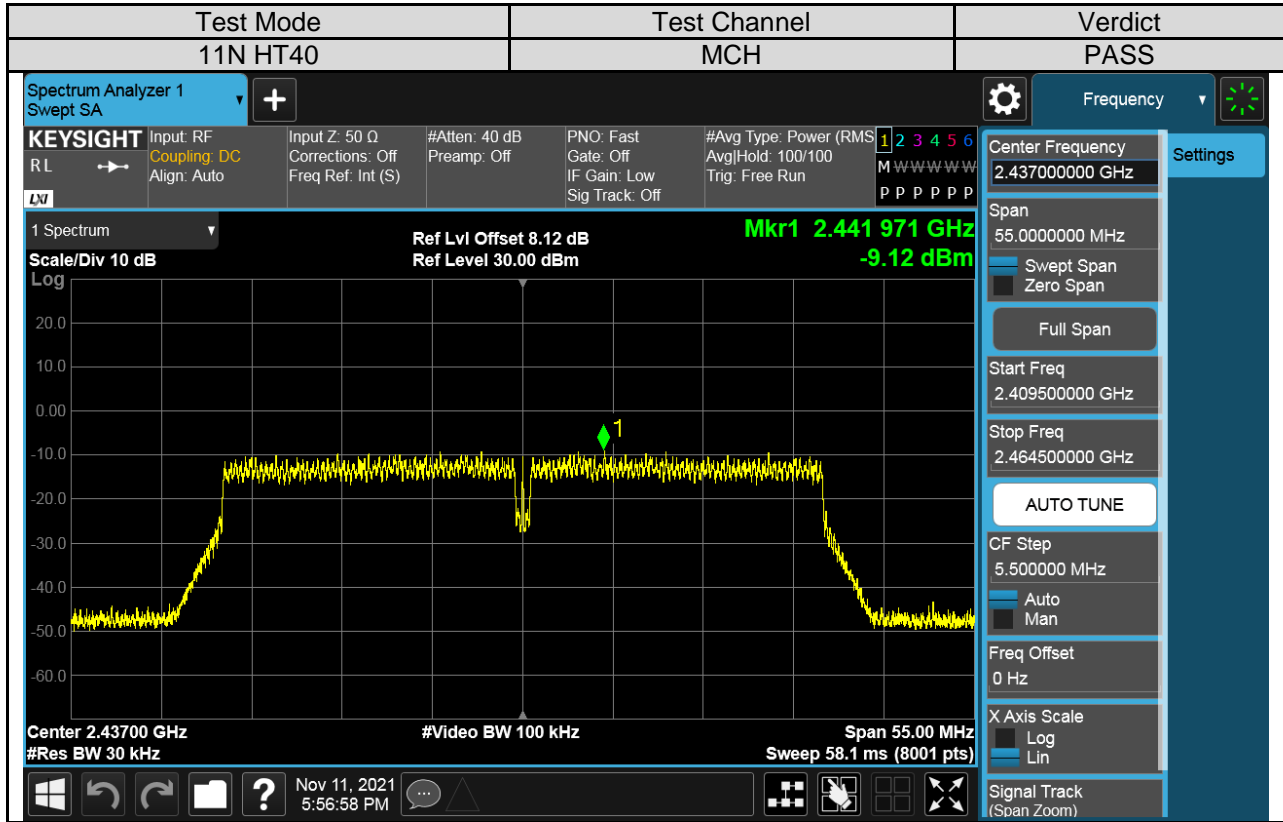 Test Mode Test Channel Verdict
11N HT40 MCH PASS
Spectrum Analyzer 1
Swept SA
Frequency
KEYSIGHT
R L
LXI
Input: RF
Coupling: DC
Align: Auto
Input Z: 50 Ω
Corrections: Off
Freq Ref: Int (S)
#Atten: 40 dB
Preamp: Off
PNO: Fast
Gate: Off
IF Gain: Low
Sig Track: Off
#Avg Type: Power (RMS
Avg|Hold: 100/100
Trig: Free Run
1 2 3 4 5 6
M W W W W W
P P P P P P
1 Spectrum
Scale/Div 10 dB
Log
Ref Lvl Offset 8.12 dB
Ref Level 30.00 dBm
Mkr1 2.441 971 GHz
-9.12 dBm
20.0
10.0
0.00
-10.0
-20.0
-30.0
-40.0
-50.0
-60.0
1
Center 2.43700 GHz
#Res BW 30 kHz
#Video BW 100 kHz
Span 55.00 MHz
Sweep 58.1 ms (8001 pts)
Center Frequency
2.437000000 GHz
Settings
Span
55.0000000 MHz
Swept Span
Zero Span
Full Span
Start Freq
2.409500000 GHz
Stop Freq
2.464500000 GHz
AUTO TUNE
CF Step
5.500000 MHz
Auto
Man
Freq Offset
0 Hz
X Axis Scale
Log
Lin
Signal Track
(Span Zoom)
?
Nov 11, 2021
5:56:58 PM